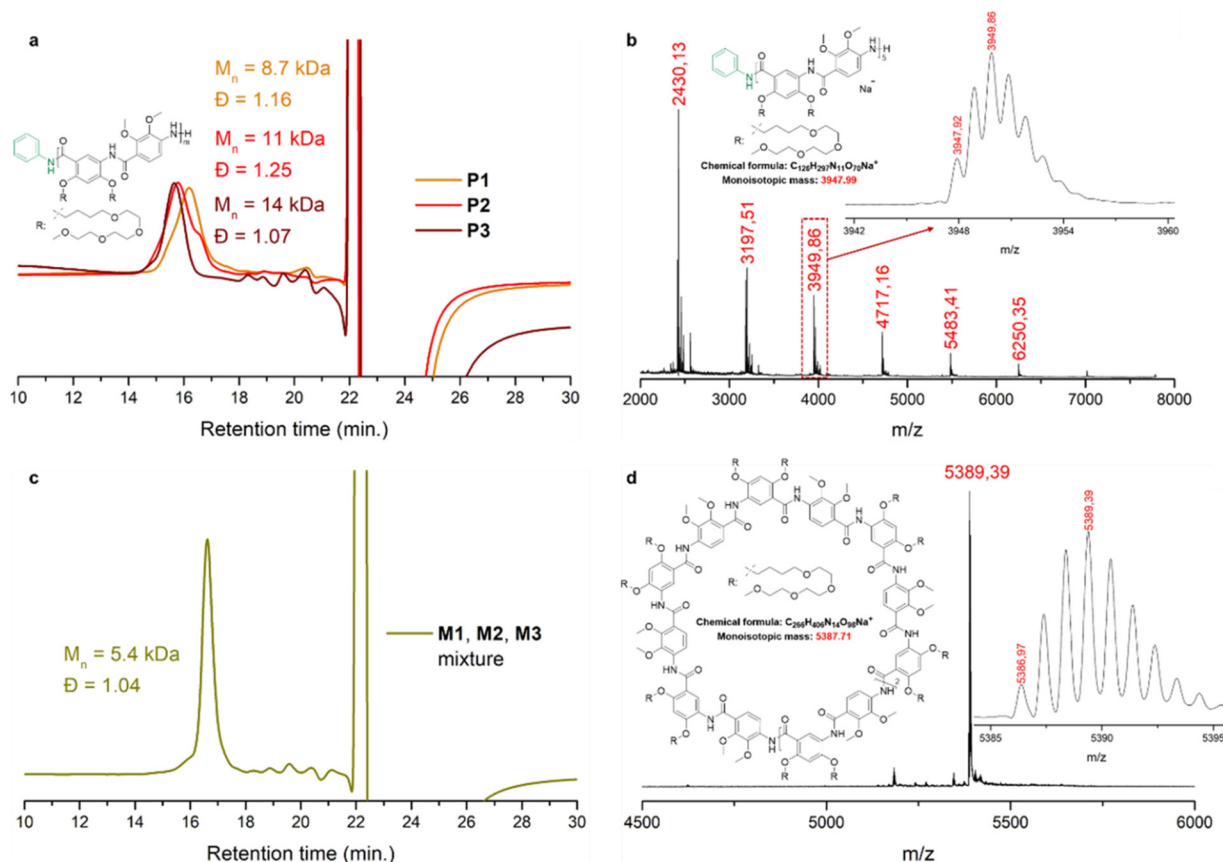 a
Mn = 8.7 kDa
Đ = 1.16
Mn = 11 kDa
Đ = 1.25
Mn = 14 kDa
Đ = 1.07
NH
O
O
O
N
H
O
O
O
NH
H
m
O
R
O
R
R:
O
O
O
O
P1
P2
P3
10 12 14 16 18 20 22 24 26 28 30
Retention time (min.)
b
2430,13
3197,51
3949,86
4717,16
5483,41
6250,35
NH
O
O
O
N
H
O
O
O
N
H
H
5
Na⁻
O
R
O
R
R:
O
O
O
O
Chemical formula: C126H297N11O70Na+
Monoisotopic mass: 3947.99
3949,86
3947,92
3942 3948 3954 3960
m/z
2000 3000 4000 5000 6000 7000 8000
m/z
c
Mn = 5.4 kDa
Đ = 1.04
M1, M2, M3
mixture
10 12 14 16 18 20 22 24 26 28 30
Retention time (min.)
d
5389,39
R:
Chemical formula: C266H406N14O98Na+
Monoisotopic mass: 5387.71
2
5389,39
5386,97
5385 5390 5395
m/z
4500 5000 5500 6000
m/z